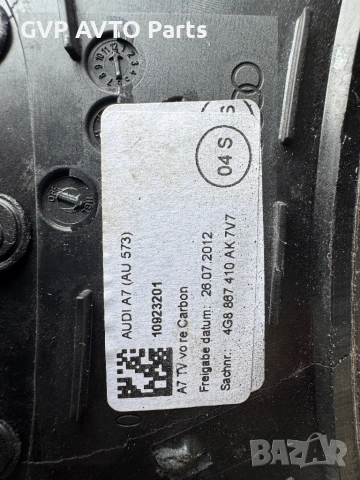 GVP AVTO Parts
AUDI A7 (AU 573)
10923201
A7 TV vo re Carbon
Freigabe datum: 26.07.2012
Sachnr.: 4G8 867 410 AK 7V7
04 S
S
BAZAR